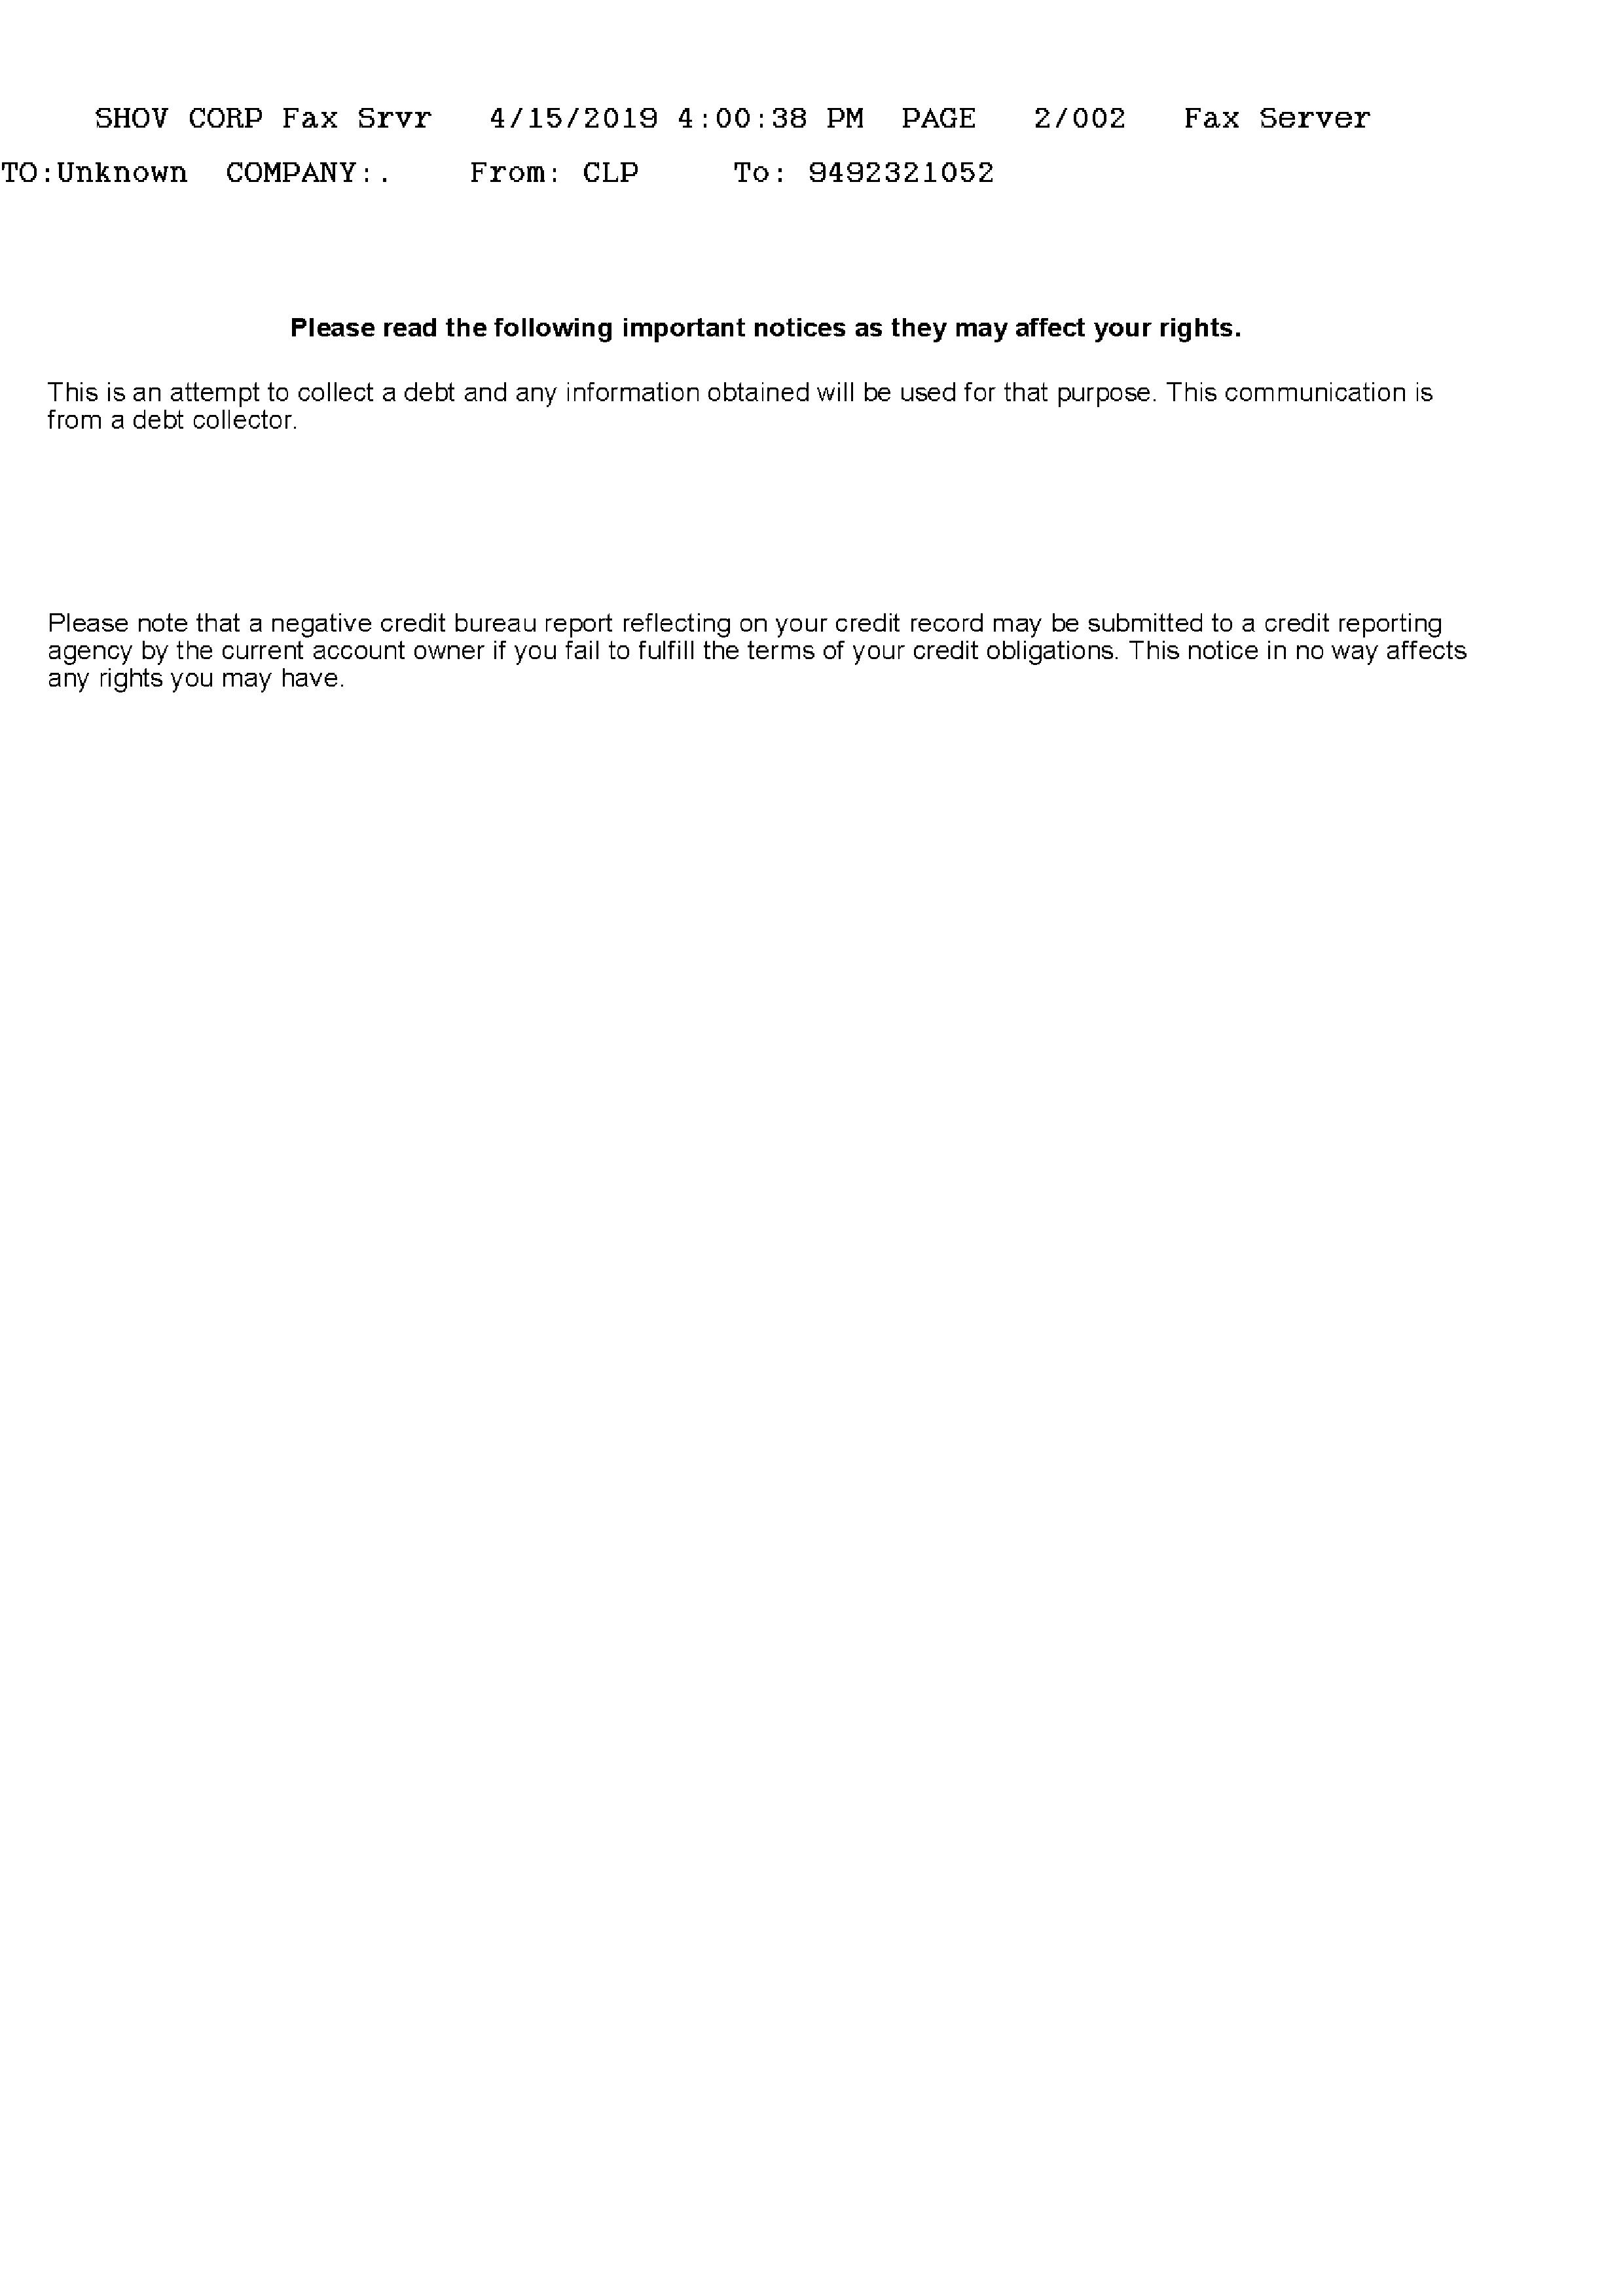 SHOV CORP Fax Srvr 4/15/2019 4:00:38 PM PAGE 2/002 Fax Server
TO:Unknown COMPANY:. From: CLP To: 9492321052
Please read the following important notices as they may affect your rights.
This is an attempt to collect a debt and any information obtained will be used for that purpose. This communication is
from a debt collector.
Please note that a negative credit bureau report reflecting on your credit record may be submitted to a credit reporting
agency by the current account owner if you fail to fulfill the terms of your credit obligations. This notice in no way affects
any rights you may have.